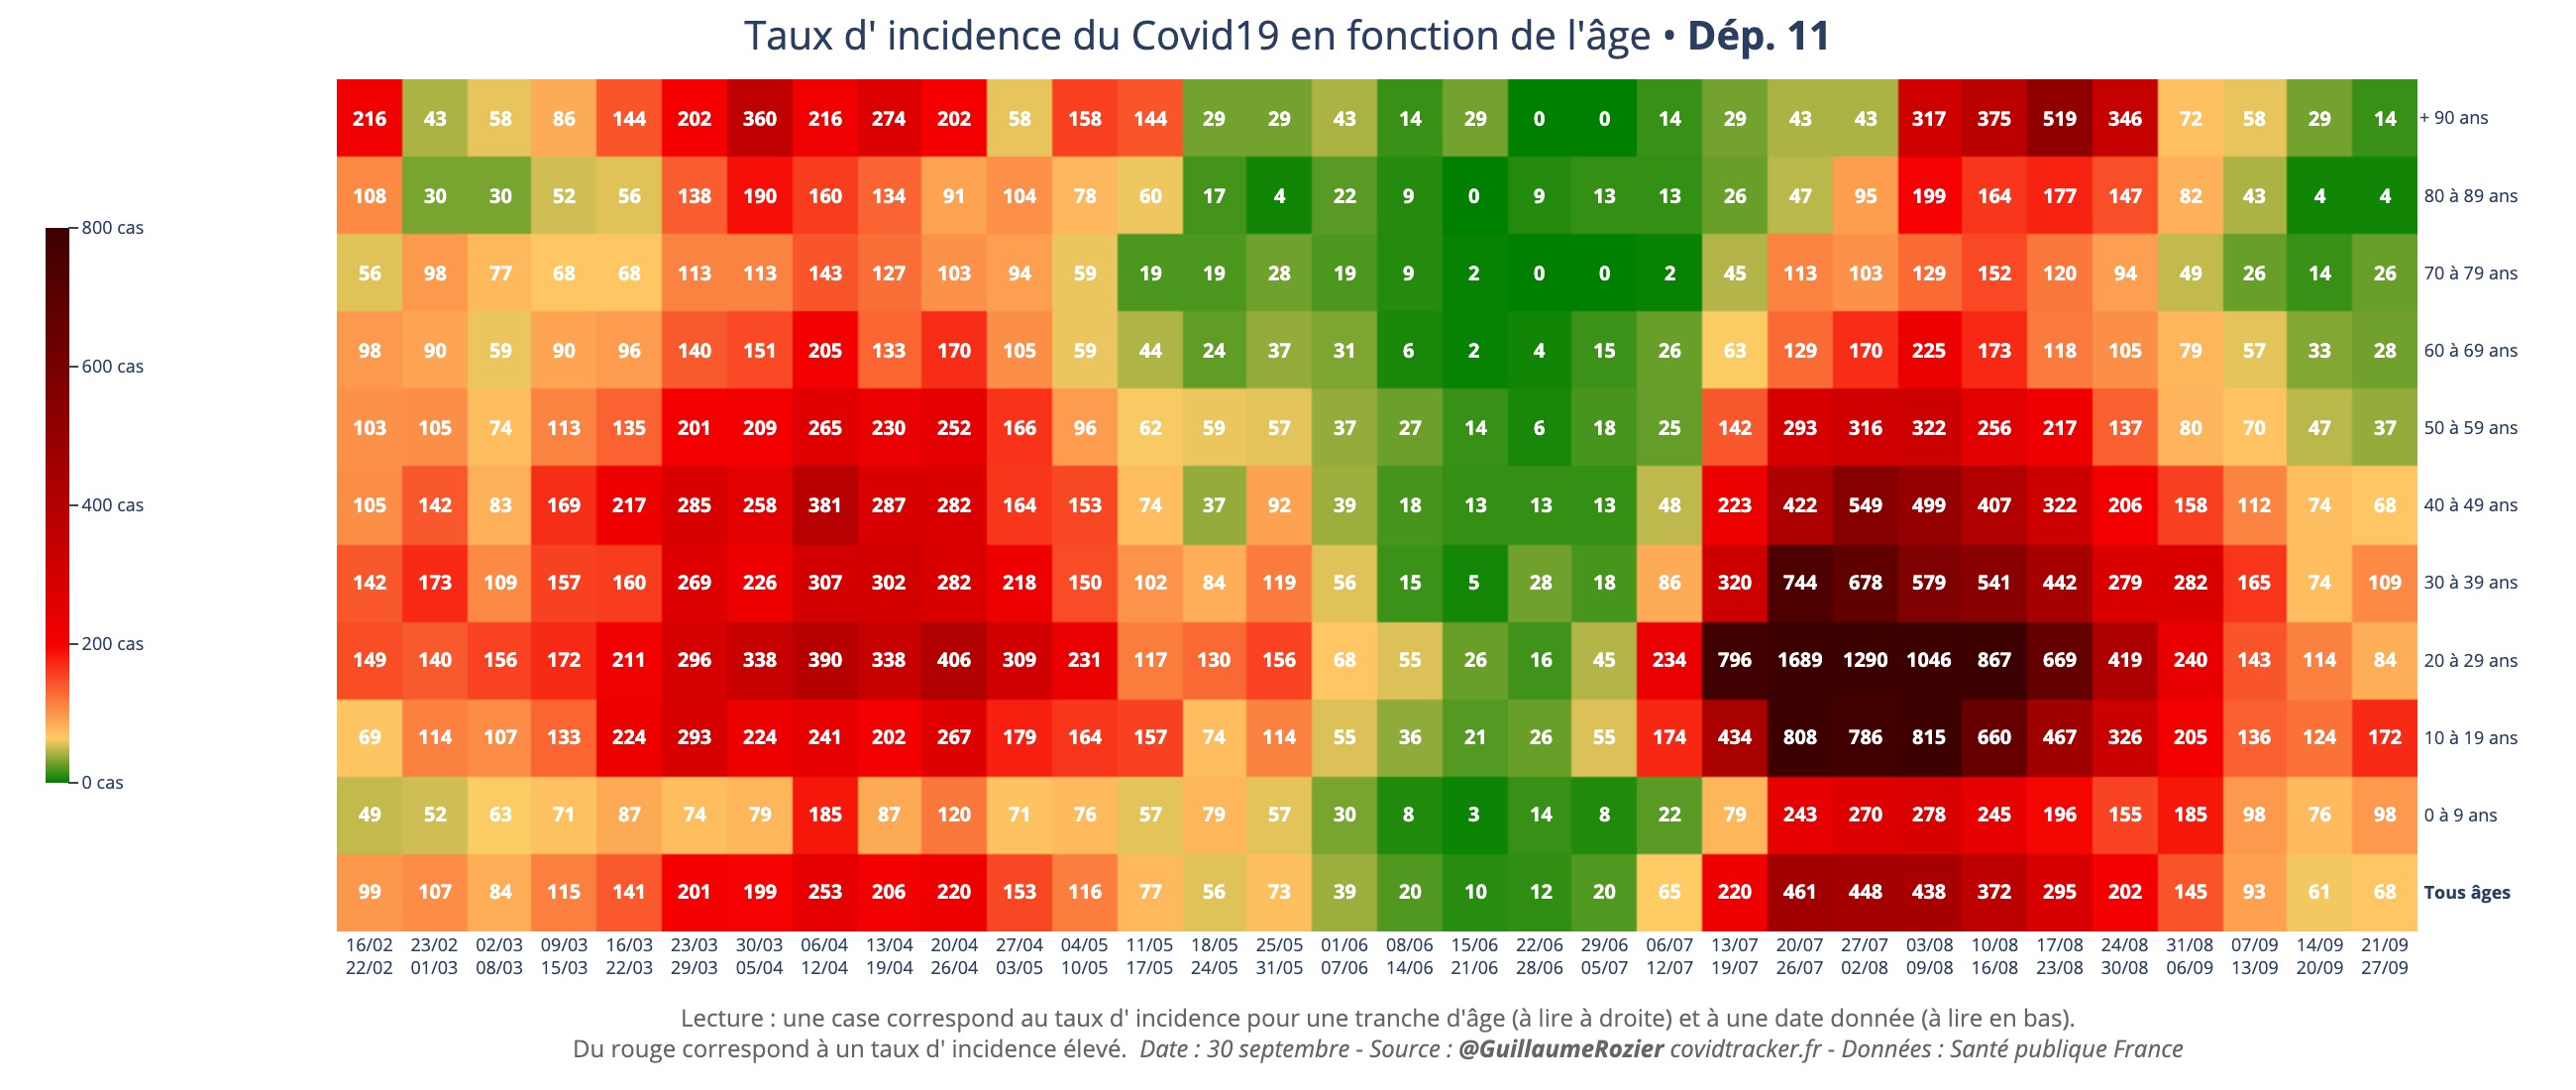 Taux d' incidence du Covid19 en fonction de l'âge • Dép. 11
216 43 58 86 144 202 360 216 274 202 58 158 144 29 29 43 14 29 0 0 14 29 43 43 317 375 519 346 72 58 29 14 + 90 ans
108 30 30 52 56 138 190 160 134 91 104 78 60 17 4 22 9 0 9 13 13 26 47 95 199 164 177 147 82 43 4 4 80 à 89 ans
800 cas
56 98 77 68 68 113 113 143 127 103 94 59 19 19 28 19 9 2 0 0 2 45 113 103 129 152 120 94 49 26 14 26 70 à 79 ans
98 90 59 90 96 140 151 205 133 170 105 59 44 24 37 31 6 2 4 15 26 63 129 170 225 173 118 105 79 57 33 28 60 à 69 ans
600 cas
103 105 74 113 135 201 209 265 230 252 166 96 62 59 57 37 27 14 6 18 25 142 293 316 322 256 217 137 80 70 47 37 50 à 59 ans
400 cas
105 142 83 169 217 285 258 381 287 282 164 153 74 37 92 39 18 13 13 13 48 223 422 549 499 407 322 206 158 112 74 68 40 à 49 ans
142 173 109 157 160 269 226 307 302 282 218 150 102 84 119 56 15 5 28 18 86 320 744 678 579 541 442 279 282 165 74 109 30 à 39 ans
200 cas
149 140 156 172 211 296 338 390 338 406 309 231 117 130 156 68 55 26 16 45 234 796 1689 1290 1046 867 669 419 240 143 114 84 20 à 29 ans
69 114 107 133 224 293 224 241 202 267 179 164 157 74 114 55 36 21 26 55 174 434 808 786 815 660 467 326 205 136 124 172 10 à 19 ans
0 cas
49 52 63 71 87 74 79 185 87 120 71 76 57 79 57 30 8 3 14 8 22 79 243 270 278 245 196 155 185 98 76 98 0 à 9 ans
99 107 84 115 141 201 199 253 206 220 153 116 77 56 73 39 20 10 12 20 65 220 461 448 438 372 295 202 145 93 61 68 Tous âges
16/02 23/02 02/03 09/03 16/03 23/03 30/03 06/04 13/04 20/04 27/04 04/05 11/05 18/05 25/05 01/06 08/06 15/06 22/06 29/06 06/07 13/07 20/07 27/07 03/08 10/08 17/08 24/08 31/08 07/09 14/09 21/09
22/02 01/03 08/03 15/03 22/03 29/03 05/04 12/04 19/04 26/04 03/05 10/05 17/05 24/05 31/05 07/06 14/06 21/06 28/06 05/07 12/07 19/07 26/07 02/08 09/08 16/08 23/08 30/08 06/09 13/09 20/09 27/09
Lecture : une case correspond au taux d' incidence pour une tranche d'âge (à lire à droite) et à une date donnée (à lire en bas).
Du rouge correspond à un taux d' incidence élevé. Date : 30 septembre - Source : @GuillaumeRozier covidtracker.fr - Données : Santé publique France